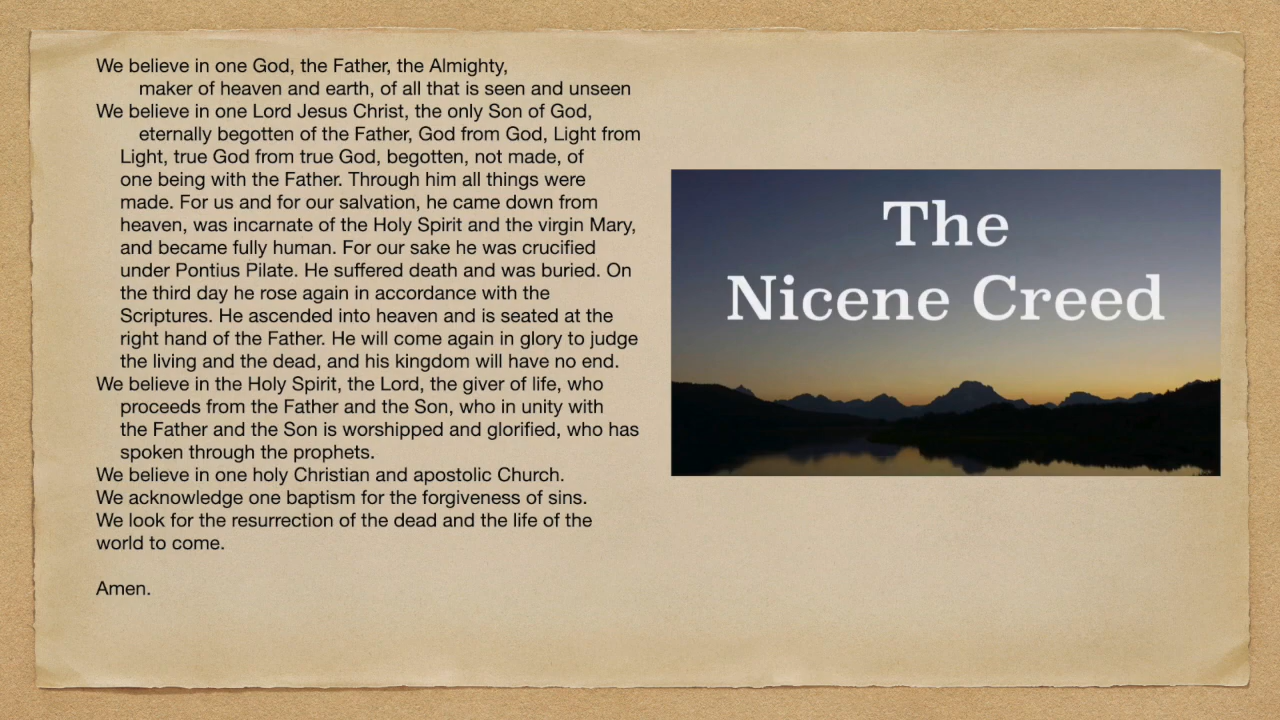 We believe in one God, the Father, the Almighty,
maker of heaven and earth, of all that is seen and unseen
We believe in one Lord Jesus Christ, the only Son of God,
eternally begotten of the Father, God from God, Light from
Light, true God from true God, begotten, not made, of
one being with the Father. Through him all things were
made. For us and for our salvation, he came down from
heaven, was incarnate of the Holy Spirit and the virgin Mary,
and became fully human. For our sake he was crucified
under Pontius Pilate. He suffered death and was buried. On
the third day he rose again in accordance with the
Scriptures. He ascended into heaven and is seated at the
right hand of the Father. He will come again in glory to judge
the living and the dead, and his kingdom will have no end.
We believe in the Holy Spirit, the Lord, the giver of life, who
proceeds from the Father and the Son, who in unity with
the Father and the Son is worshipped and glorified, who has
spoken through the prophets.
We believe in one holy Christian and apostolic Church.
We acknowledge one baptism for the forgiveness of sins.
We look for the resurrection of the dead and the life of the
world to come.
Amen.
The
Nicene Creed